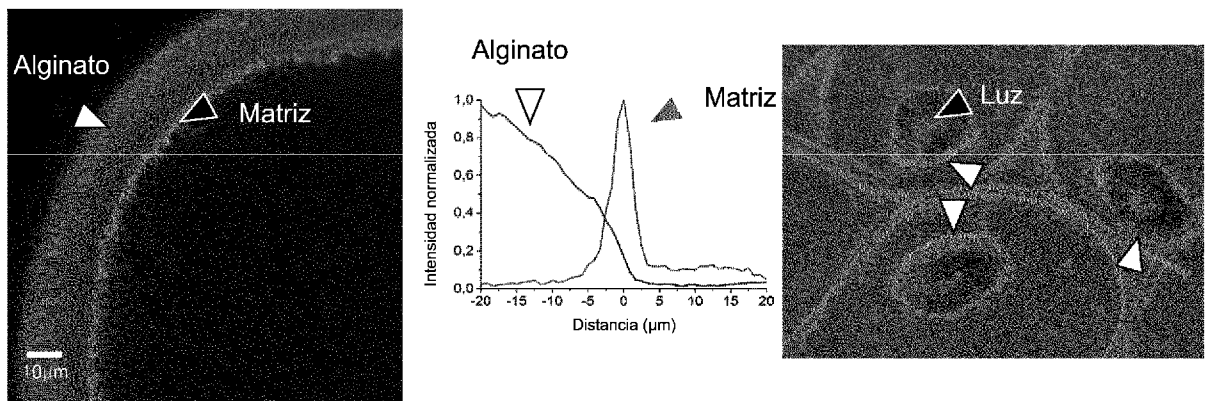 Alginato
Matriz
10µm
Alginato
Matriz
1,0
0,8
0,6
0,4
0,2
0,0
Intensidad normalizada
-20 -15 -10 -5 0 5 10 15 20
Distancia (µm)
Luz